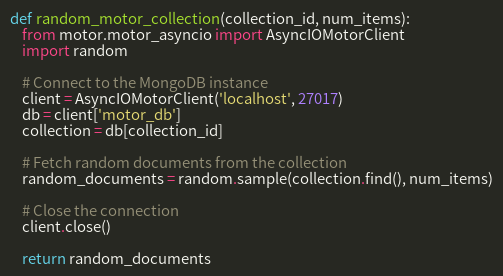 def random_motor_collection(collection_id, num_items):
    from motor.motor_asyncio import AsyncIOMotorClient
    import random

    # Connect to the MongoDB instance
    client = AsyncIOMotorClient('localhost', 27017)
    db = client['motor_db']
    collection = db[collection_id]

    # Fetch random documents from the collection
    random_documents = random.sample(collection.find(), num_items)

    # Close the connection
    client.close()

    return random_documents